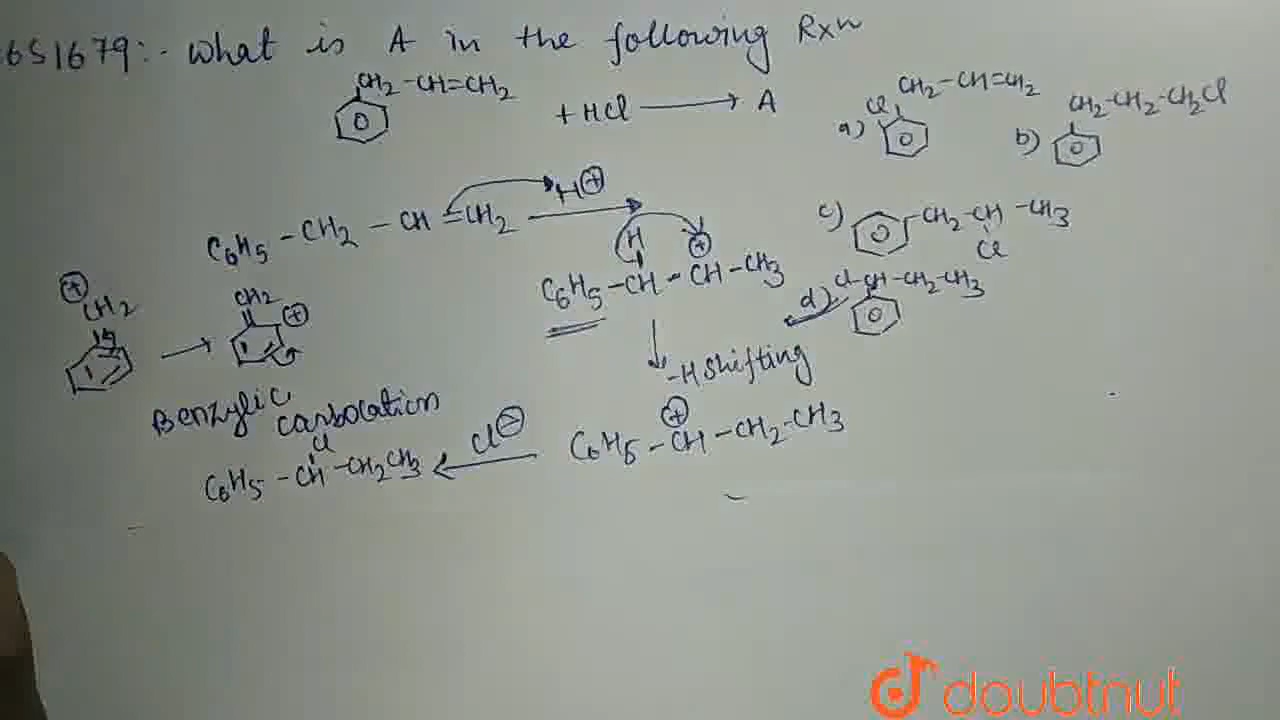 651679:- What is A in the following Rxn
CH2-CH=CH2
+ HCl → A
a) Cl CH2-CH=CH2
b) CH2-CH2-CH2Cl
C6H5-CH2-CH=CH2 H⊕ →
c) CH2-CH-CH3
Cl
H ⊕
C6H5-CH-CH-CH3
d) Cl-CH-CH2-CH3
⊕
CH2 → CH2 ⊕
-H shifting
Benzylic
carbocation
⊕
C6H5-CH-CH2-CH3
Cl⊖ ←
Cl
C6H5-CH-CH2CH3
doubtnut